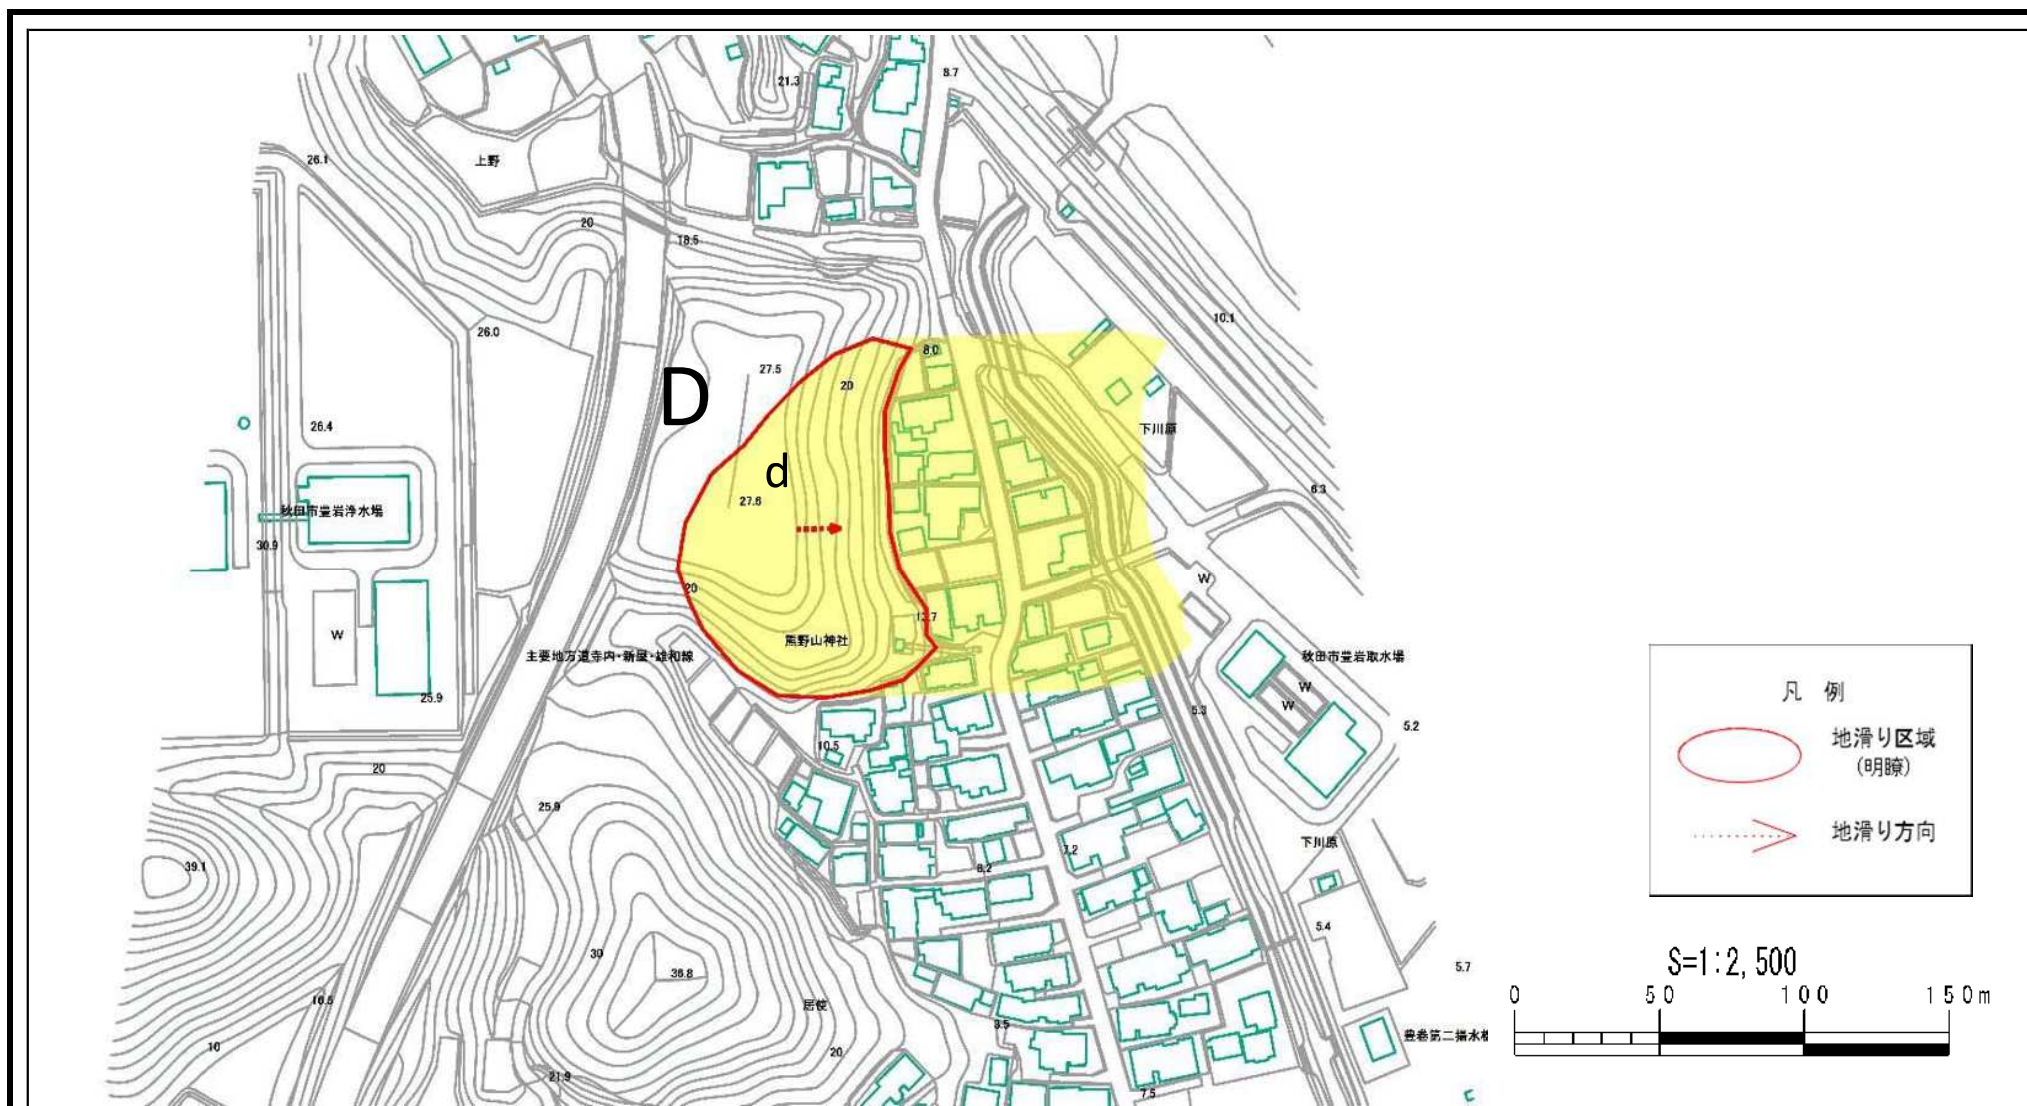 8.7
21.3
26.1
上野
20
18.5
26.0
10.1
8.0
27.5
20
D
下川原
26.4
d
27.6
6.3
秋田市豊岩浄水場
30.9
20
W
13.7
W
熊野山神社
主要地方道寺内・新屋・雄和線
秋田市豊岩取水場
W
W
25.9
5.3
5.2
10.5
20
25.9
7.2
下川原
39.1
8.2
5.4
30
36.8
5.7
居使
16.5
3.5
10
20
21.9
7.5
凡 例
地滑り区域
(明瞭)
地滑り方向
S=1:2,500
0 50 100 150m